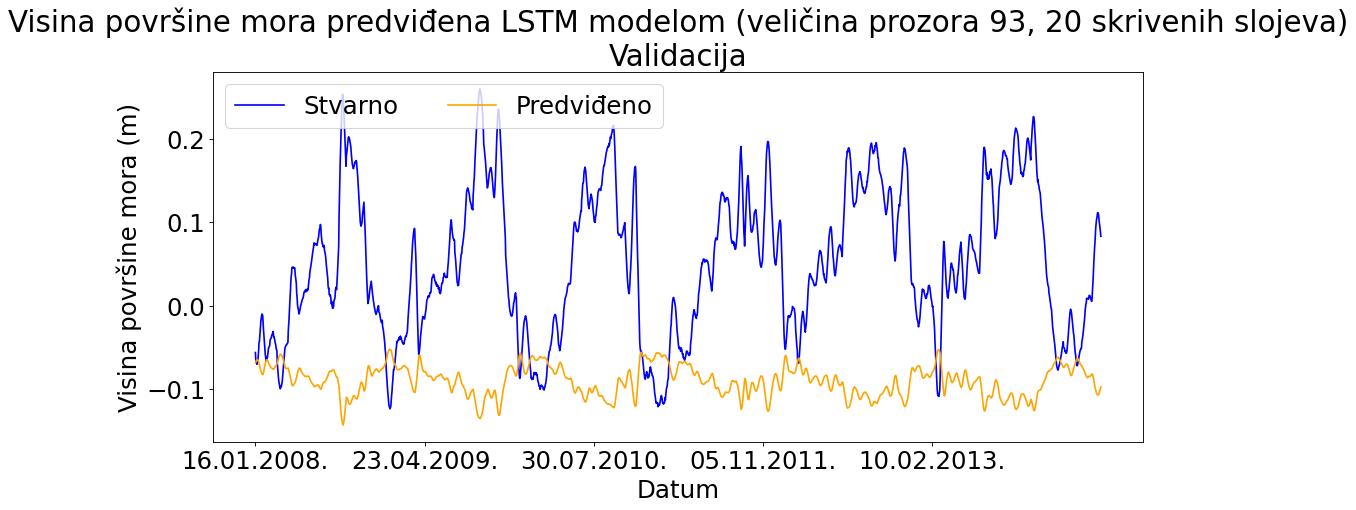 Visina površine mora predviđena LSTM modelom (veličina prozora 93, 20 skrivenih slojeva)
Validacija
Stvarno
Predviđeno
Visina površine mora (m)
0.2
0.1
0.0
−0.1
16.01.2008.
23.04.2009.
30.07.2010.
05.11.2011.
10.02.2013.
Datum